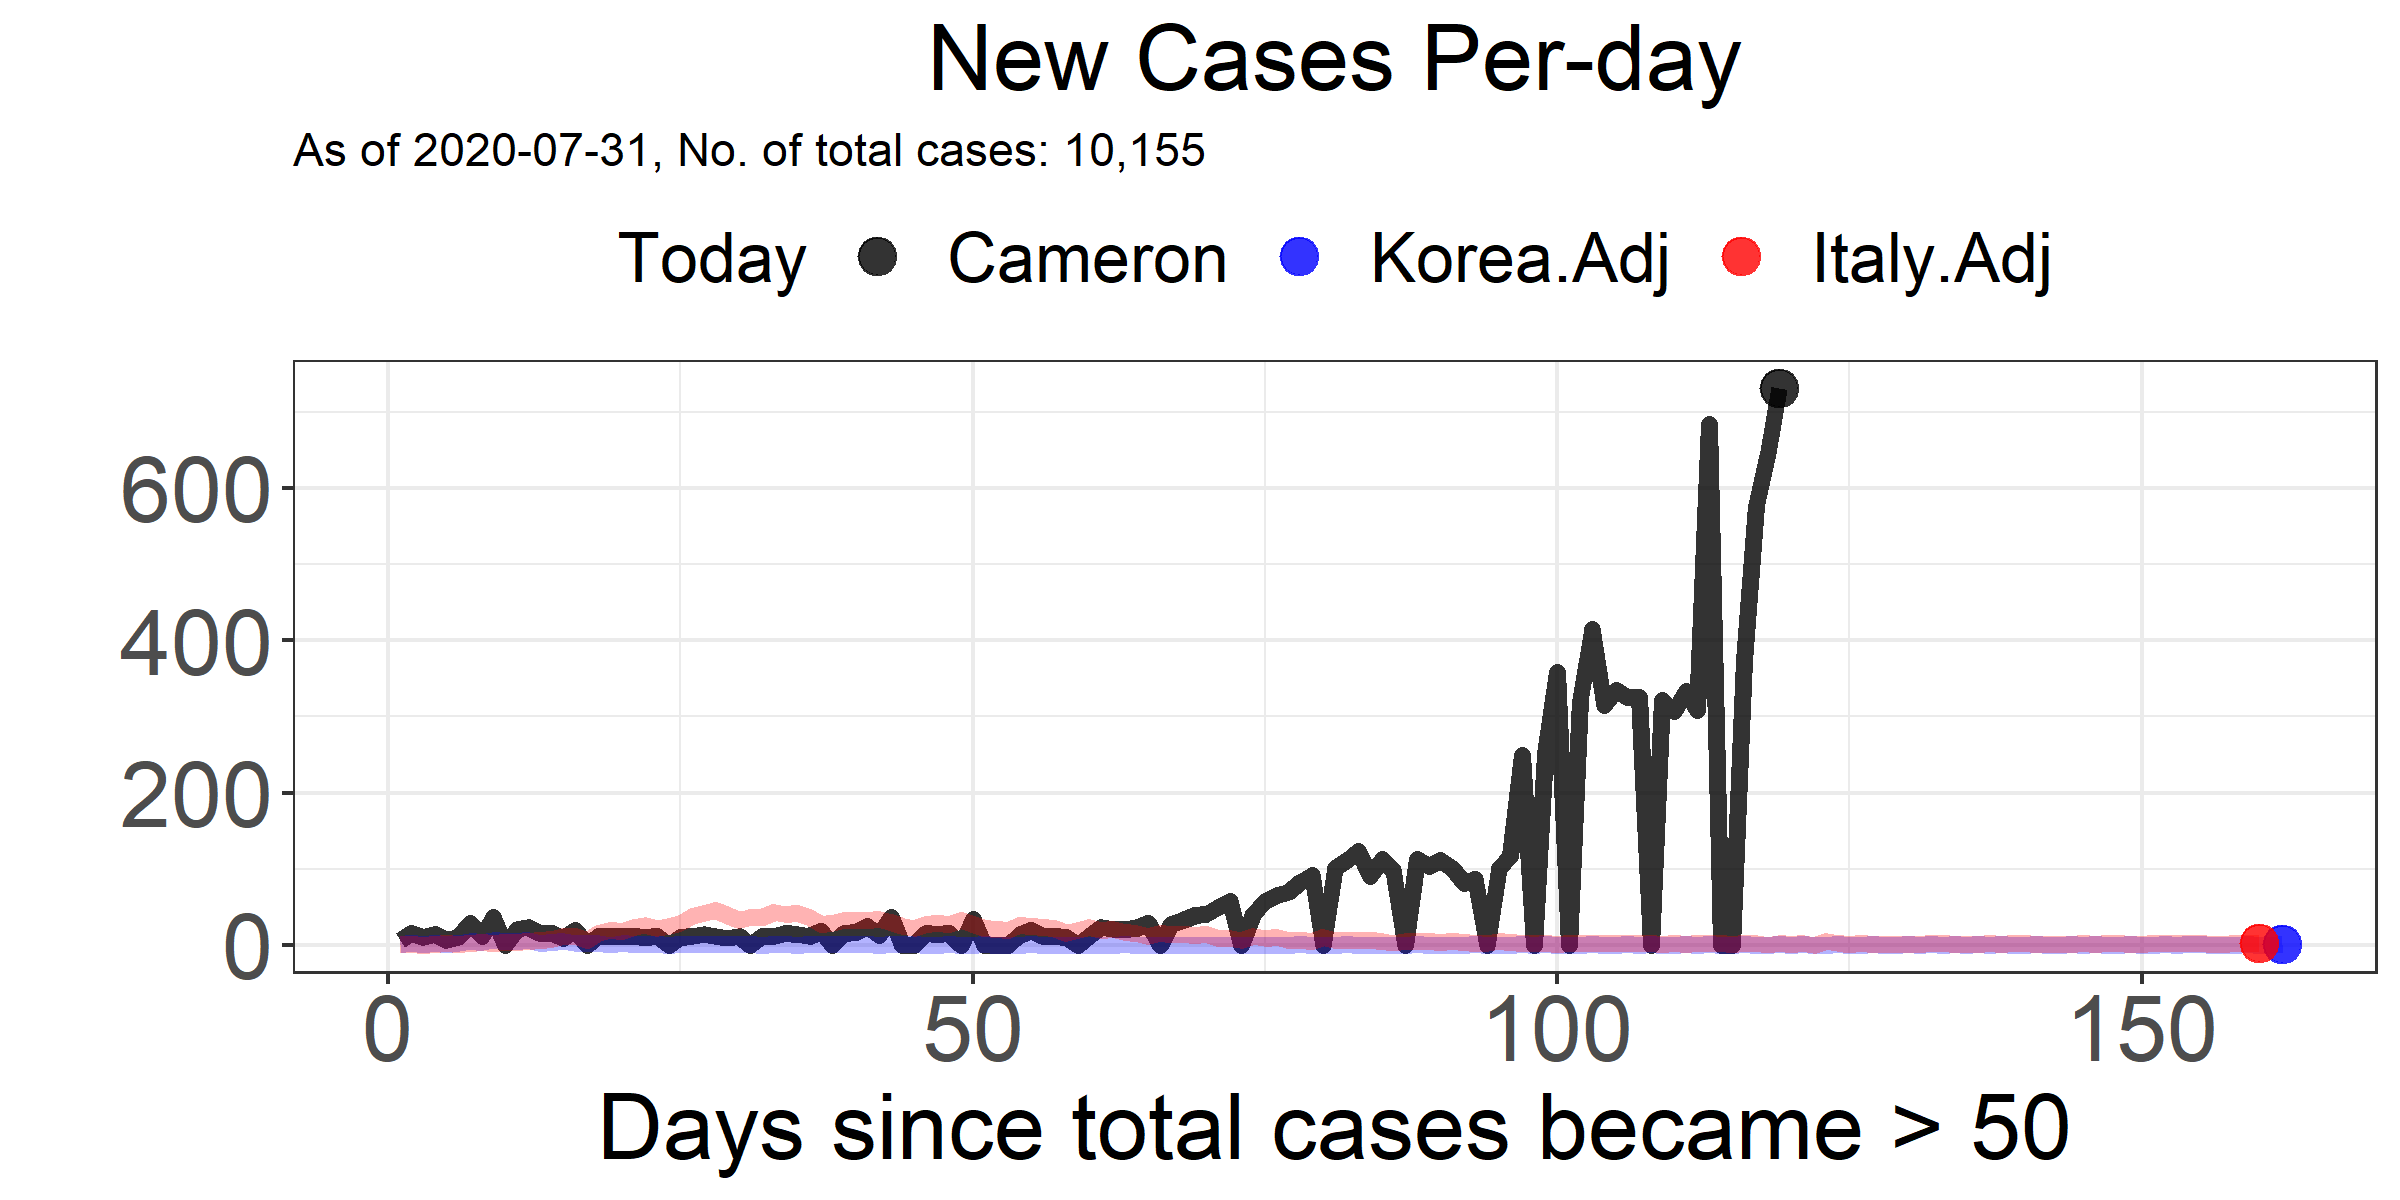 New Cases Per-day
As of 2020-07-31, No. of total cases: 10,155
Today Cameron Korea.Adj Italy.Adj
600
400
200
0
0 50 100 150
Days since total cases became > 50